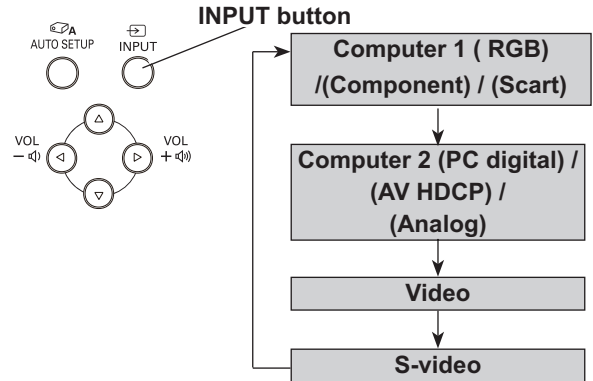 INPUT button
A
AUTO SETUP
INPUT
VOL
−
VOL
+
Computer 1 ( RGB)
/(Component) / (Scart)
Computer 2 (PC digital) /
(AV HDCP) /
(Analog)
Video
S-video